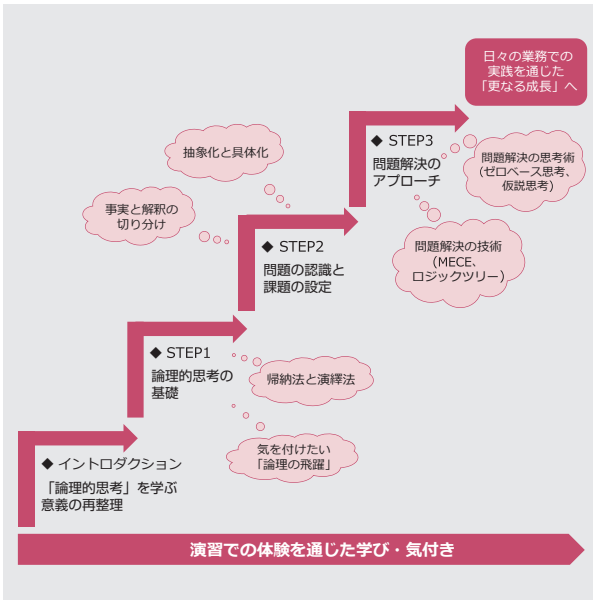 日々の業務での
実践を通じた
「更なる成長」へ
◆ STEP3
問題解決の
アプローチ
抽象化と具体化
問題解決の思考術
(ゼロベース思考、
仮説思考)
事実と解釈の
切り分け
◆ STEP2
問題の認識と
課題の設定
問題解決の技術
(MECE、
ロジックツリー)
◆ STEP1
論理的思考の
基礎
帰納法と演繹法
気を付けたい
「論理の飛躍」
◆ イントロダクション
「論理的思考」を学ぶ
意義の再整理
演習での体験を通じた学び・気付き